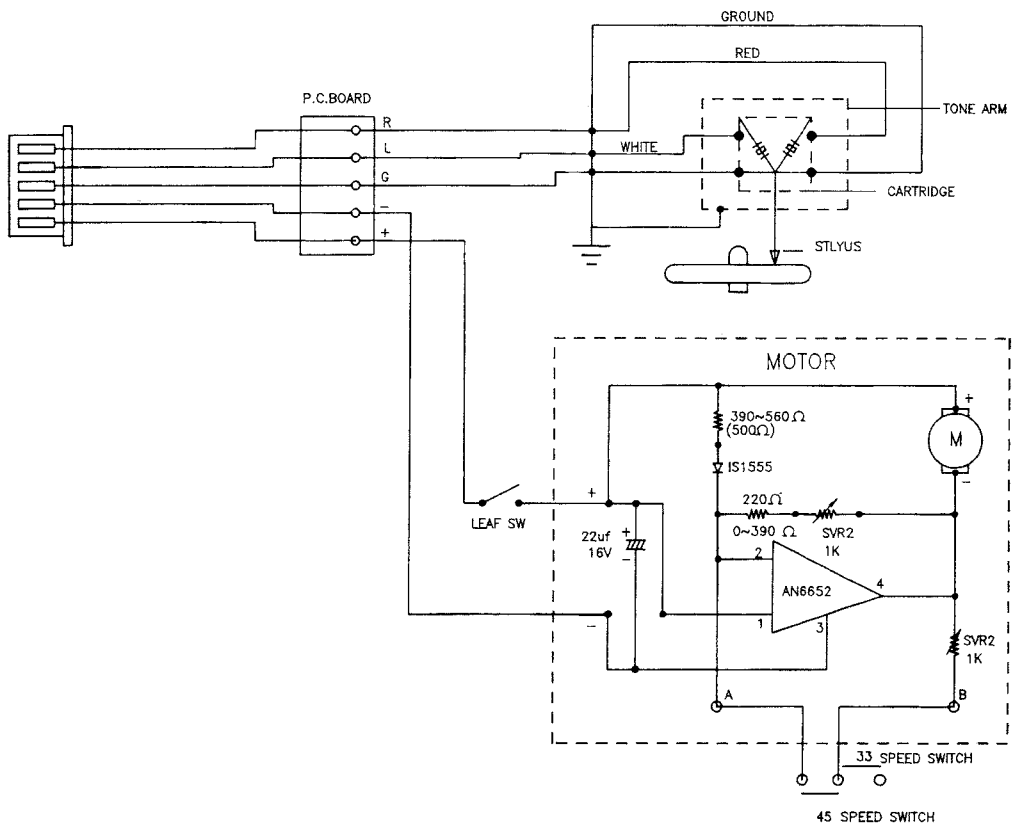 GROUND
RED
P.C.BOARD
TONE ARM
R
L
WHITE
G
CARTRIDGE
−
+
STLYUS
MOTOR
390~560Ω
(500Ω)
+
M
−
IS1555
220Ω
0~390 Ω
SVR2
1K
+
LEAF SW
22uf
16V
+
−
2
AN6652
4
1
3
−
SVR2
1K
A
B
33 SPEED SWITCH
45 SPEED SWITCH